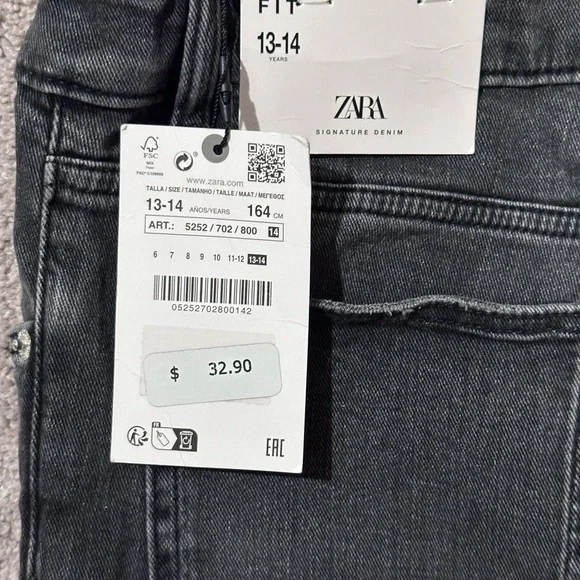 FIT
13-14
YEARS
ZARA
SIGNATURE DENIM
FSC
MIX
www.zara.com
TALLA / SIZE / TAMANHO / TAILLE / MAAT / ΜΕΓΕΘΟΣ
13-14 AÑOS/YEARS 164 CM
ART.: 5252 / 702 / 800 14
6 7 8 9 10 11-12 13-14
05252702800142
$ 32.90
FR
EAC